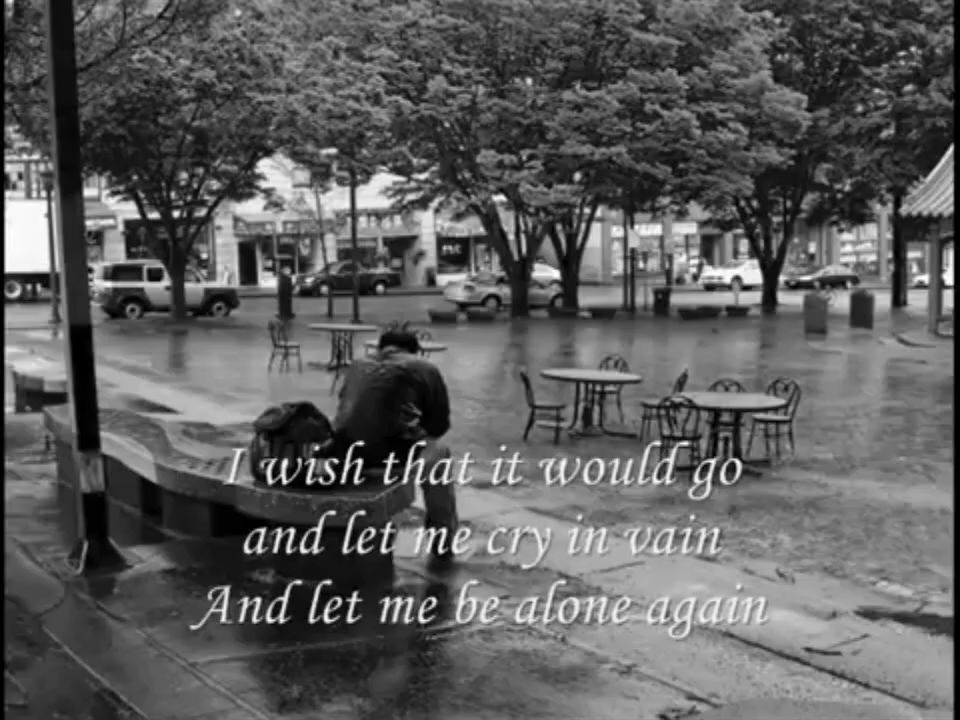 I wish that it would go
and let me cry in vain
And let me be alone again